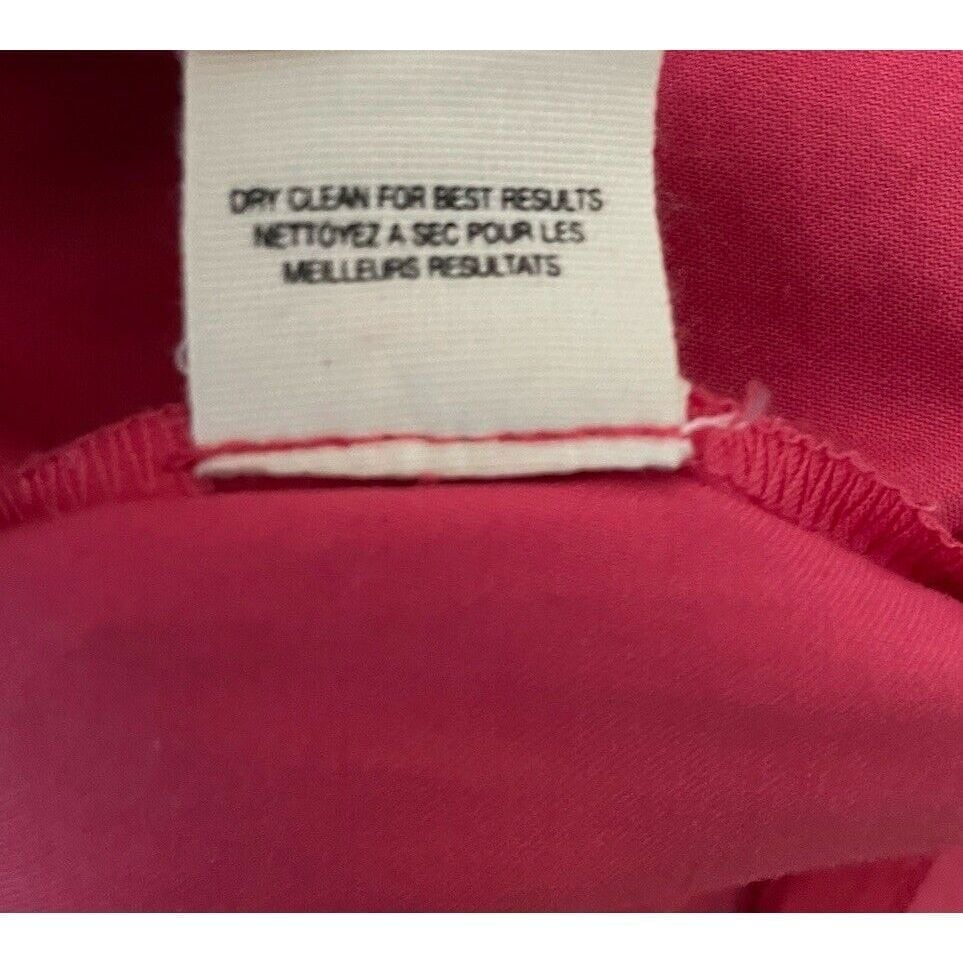 DRY CLEAN FOR BEST RESULTS
NETTOYEZ A SEC POUR LES
MEILLEURS RESULTATS